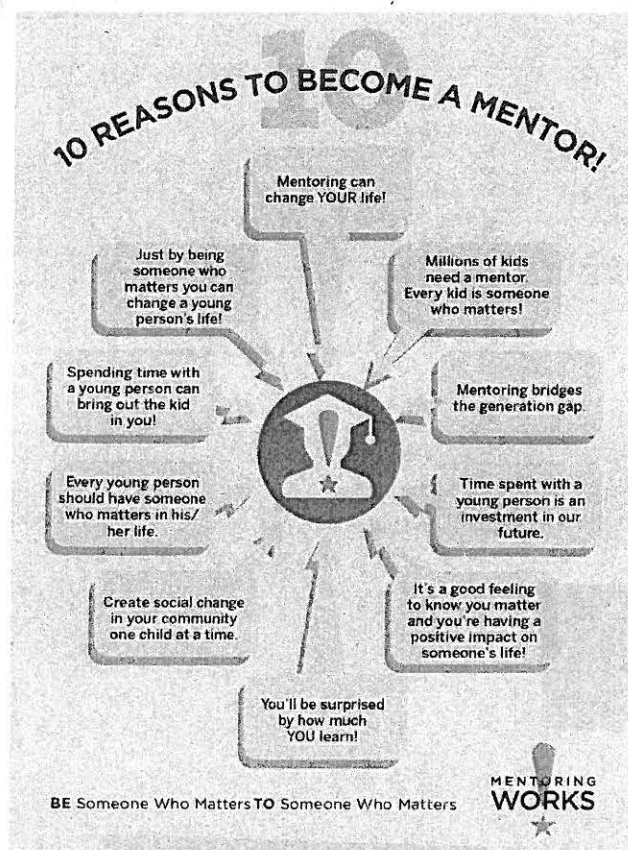 10
10 REASONS TO BECOME A MENTOR!
Mentoring can
change YOUR life!
Millions of kids
need a mentor.
Every kid is someone
who matters!
Mentoring bridges
the generation gap.
Time spent with a
young person is an
investment in our
future.
It's a good feeling
to know you matter
and you're having a
positive impact on
someone's life!
You'll be surprised
by how much
YOU learn!
Create social change
in your community
one child at a time.
Every young person
should have someone
who matters in his/
her life.
Spending time with
a young person can
bring out the kid
in you!
Just by being
someone who
matters you can
change a young
person's life!
BE Someone Who Matters TO Someone Who Matters
MENTORING
WORKS